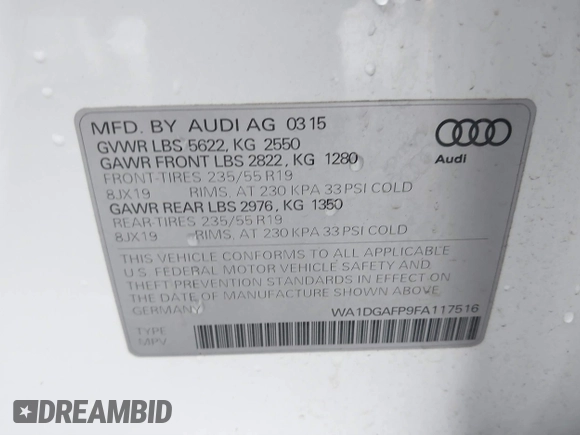 MFD. BY AUDI AG 03 15
GVWR LBS 5622, KG 2550
GAWR FRONT LBS 2822, KG 1280
FRONT-TIRES 235/55 R19
8JX19 RIMS, AT 230 KPA 33 PSI COLD
GAWR REAR LBS 2976, KG 1350
REAR-TIRES 235/55 R19
8JX19 RIMS, AT 230 KPA 33 PSI COLD
Audi
THIS VEHICLE CONFORMS TO ALL APPLICABLE
U.S. FEDERAL MOTOR VEHICLE SAFETY AND
THEFT PREVENTION STANDARDS IN EFFECT ON
THE DATE OF MANUFACTURE SHOWN ABOVE.
GERMANY WA1DGAFP9FA117516
TYPE
MPV
DREAMBID